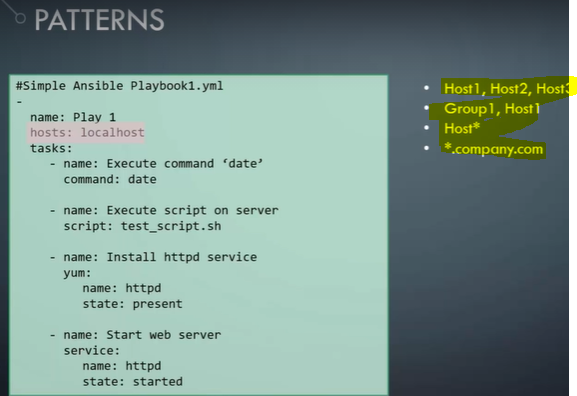 PATTERNS
#Simple Ansible Playbook1.yml
-
name: Play 1
hosts: localhost
tasks:
- name: Execute command ‘date’
command: date
- name: Execute script on server
script: test_script.sh
- name: Install httpd service
yum:
name: httpd
state: present
- name: Start web server
service:
name: httpd
state: started
• Host1, Host2, Host3
• Group1, Host1
• Host*
• *.company.com